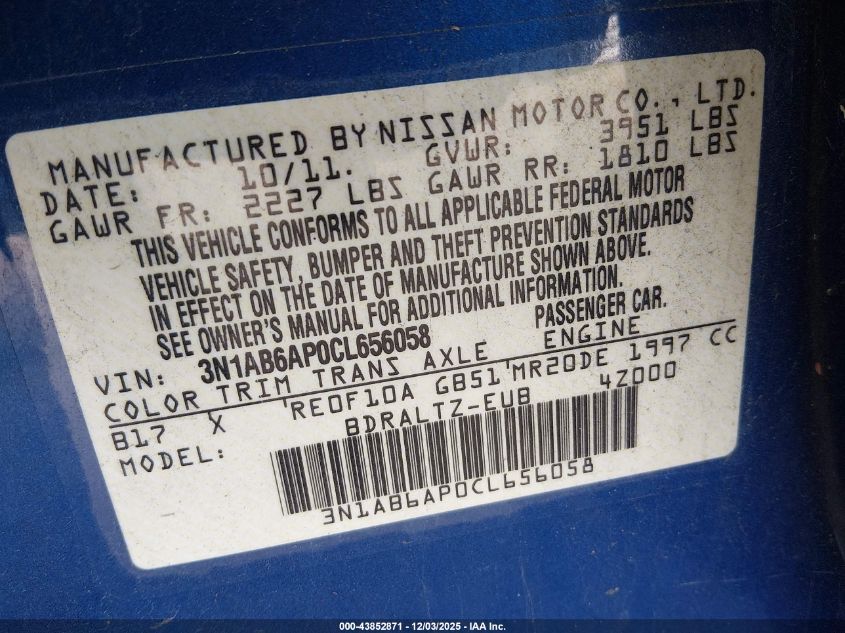 MANUFACTURED BY NISSAN MOTOR CO., LTD.
DATE: 10/11. GVWR: 3951 LBS
GAWR FR: 2227 LBS GAWR RR: 1810 LBS
THIS VEHICLE CONFORMS TO ALL APPLICABLE FEDERAL MOTOR
VEHICLE SAFETY, BUMPER AND THEFT PREVENTION STANDARDS
IN EFFECT ON THE DATE OF MANUFACTURE SHOWN ABOVE.
SEE OWNER'S MANUAL FOR ADDITIONAL INFORMATION.
VIN: 3N1AB6AP0CL656058 PASSENGER CAR.
COLOR TRIM TRANS AXLE ENGINE
B17 X RE0F10A GB51 MR20DE 1997 CC
MODEL: BDRALTZ-EUB 4Z000
3N1AB6AP0CL656058
000-43852871 - 12/03/2025 - IAA Inc.